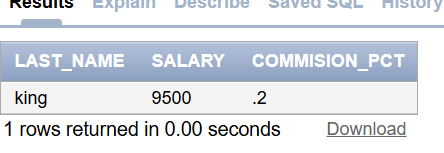 Results Explain Describe Saved SQL History
LAST_NAME SALARY COMMISION_PCT
king 9500 .2
1 rows returned in 0.00 seconds Download